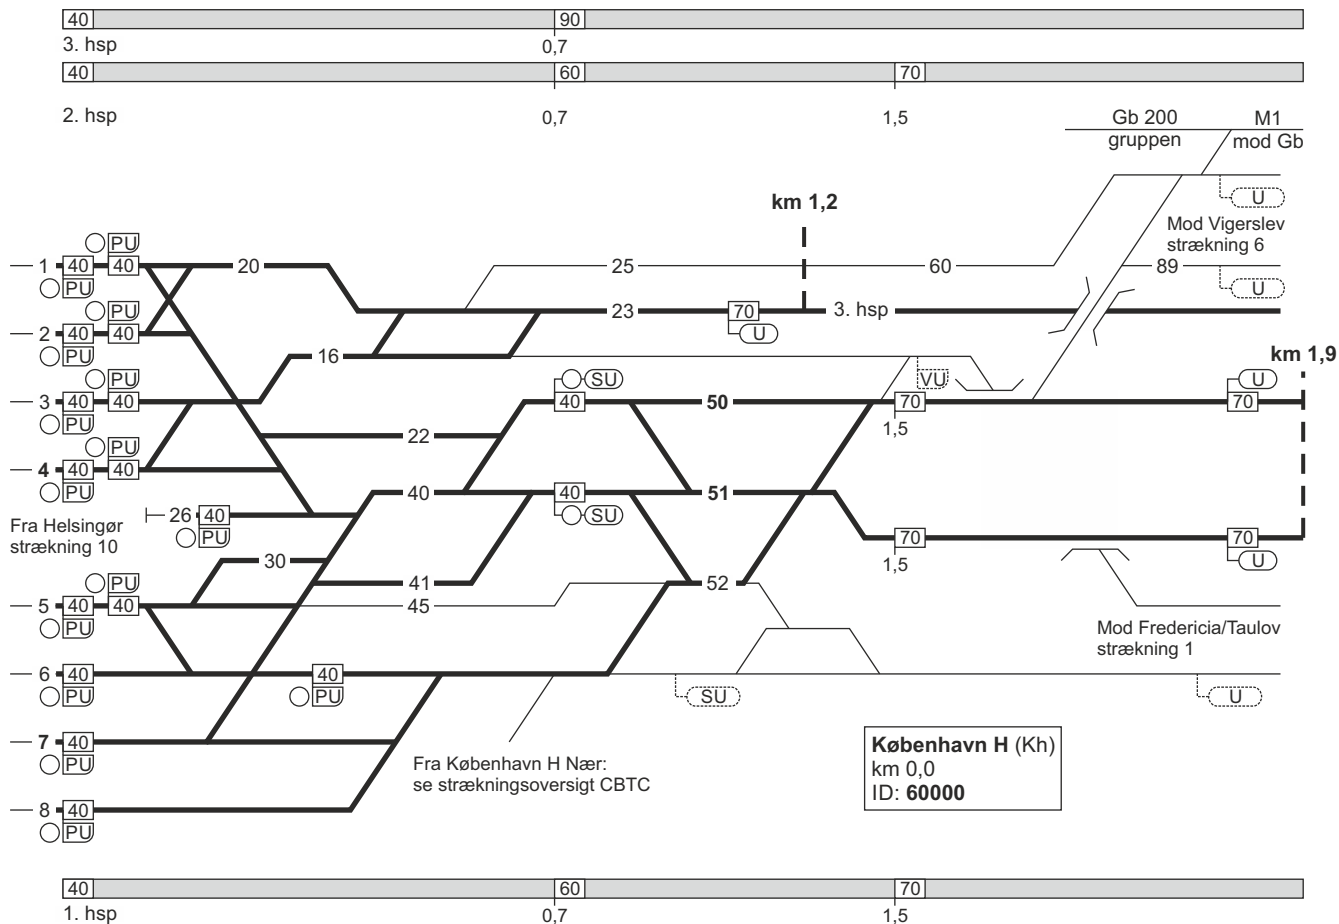 40 90
3. hsp 0,7
40 60 70
2. hsp 0,7 1,5
Gb 200 M1
gruppen mod Gb
km 1,2
U
Mod Vigerslev
strækning 6
PU
1 40 40 20 25 60 89
PU U
PU 23 70 3. hsp
2 40 40 U
PU 16 km 1,9
PU SU VU U
3 40 40 40 50 70 70
PU 1,5
22
PU
4 40 40
PU 40 40 51
26 40 SU
Fra Helsingør
strækning 10
PU 70 70
1,5 U
30
PU 41 52
5 40 40 45
PU
Mod Fredericia/Taulov
strækning 1
6 40 40
PU PU SU U
7 40
PU
Fra København H Nær:
se strækningsoversigt CBTC
København H (Kh)
km 0,0
ID: 60000
8 40
PU
40 60 70
1. hsp 0,7 1,5